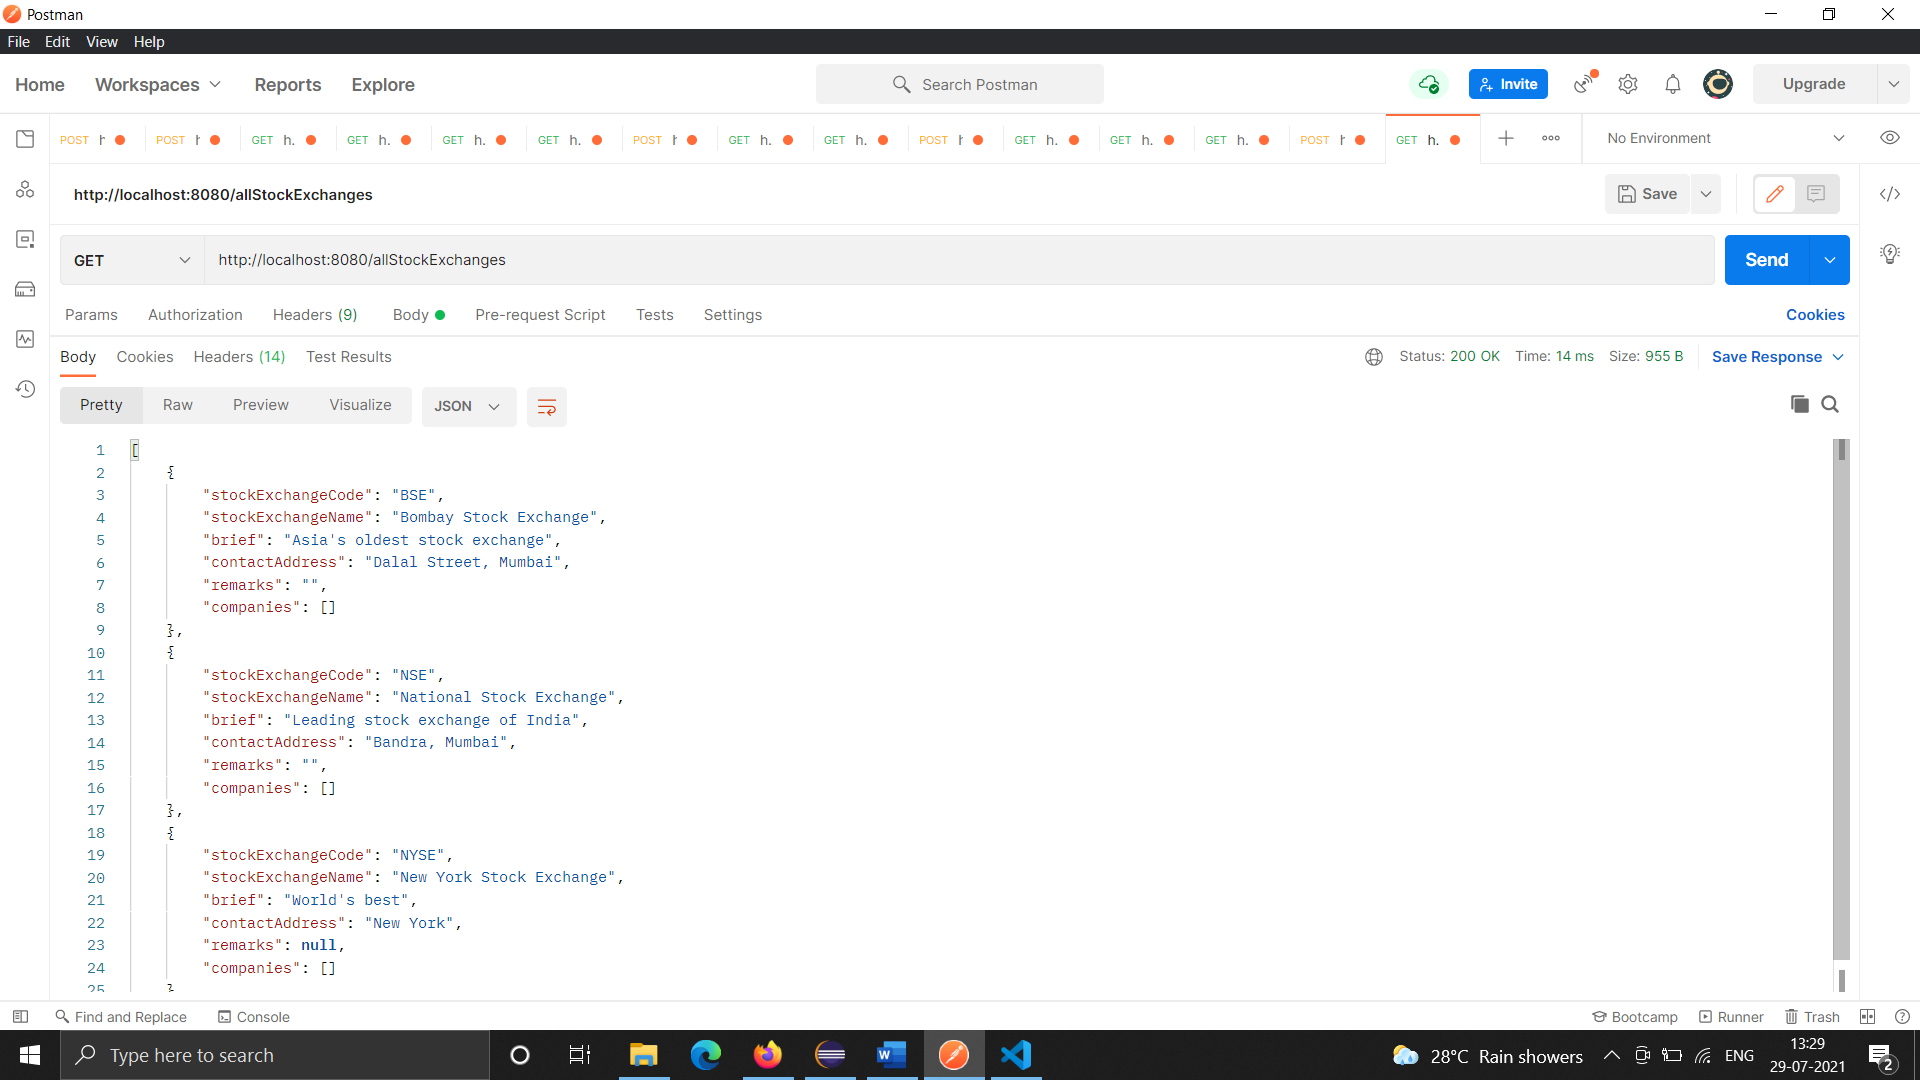 Postman
File Edit View Help
Home Workspaces Reports Explore Search Postman Invite Upgrade
POST h POST h GET h. GET h. GET h. GET h. POST h GET h. GET h. POST h GET h. GET h. GET h. POST h GET h. No Environment
http://localhost:8080/allStockExchanges Save
GET http://localhost:8080/allStockExchanges Send
Params Authorization Headers (9) Body Pre-request Script Tests Settings Cookies
Body Cookies Headers (14) Test Results Status: 200 OK Time: 14 ms Size: 955 B Save Response
Pretty Raw Preview Visualize JSON
1 [
2 {
3 "stockExchangeCode": "BSE",
4 "stockExchangeName": "Bombay Stock Exchange",
5 "brief": "Asia's oldest stock exchange",
6 "contactAddress": "Dalal Street, Mumbai",
7 "remarks": "",
8 "companies": []
9 },
10 {
11 "stockExchangeCode": "NSE",
12 "stockExchangeName": "National Stock Exchange",
13 "brief": "Leading stock exchange of India",
14 "contactAddress": "Bandra, Mumbai",
15 "remarks": "",
16 "companies": []
17 },
18 {
19 "stockExchangeCode": "NYSE",
20 "stockExchangeName": "New York Stock Exchange",
21 "brief": "World's best",
22 "contactAddress": "New York",
23 "remarks": null,
24 "companies": []
25 }
Find and Replace Console Bootcamp Runner Trash
Type here to search 28°C Rain showers ENG 13:29
29-07-2021 2